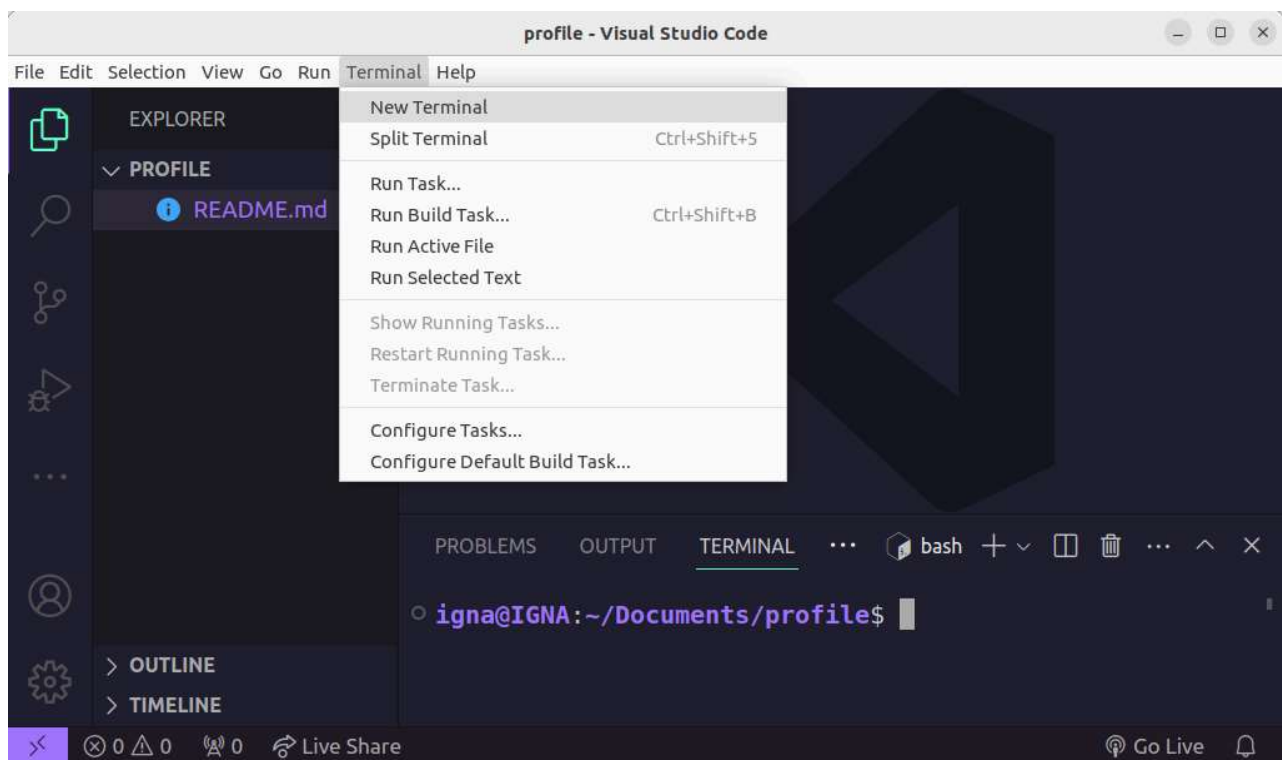 profile - Visual Studio Code
File Edit Selection View Go Run Terminal Help
EXPLORER
PROFILE
README.md
New Terminal
Split Terminal Ctrl+Shift+5
Run Task...
Run Build Task... Ctrl+Shift+B
Run Active File
Run Selected Text
Show Running Tasks...
Restart Running Task...
Terminate Task...
Configure Tasks...
Configure Default Build Task...
PROBLEMS OUTPUT TERMINAL ... bash
igna@IGNA:~/Documents/profile$
OUTLINE
TIMELINE
0 0 0 Live Share Go Live